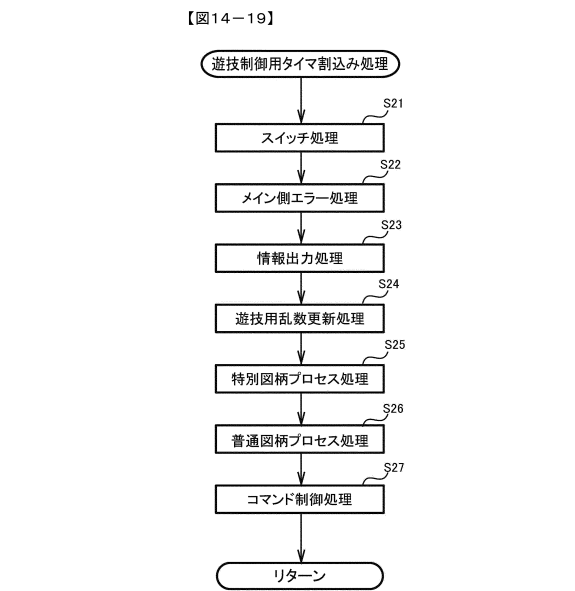 【図14－19】
遊技制御用タイマ割込み処理
S21
スイッチ処理
S22
メイン側エラー処理
S23
情報出力処理
S24
遊技用乱数更新処理
S25
特別図柄プロセス処理
S26
普通図柄プロセス処理
S27
コマンド制御処理
リターン